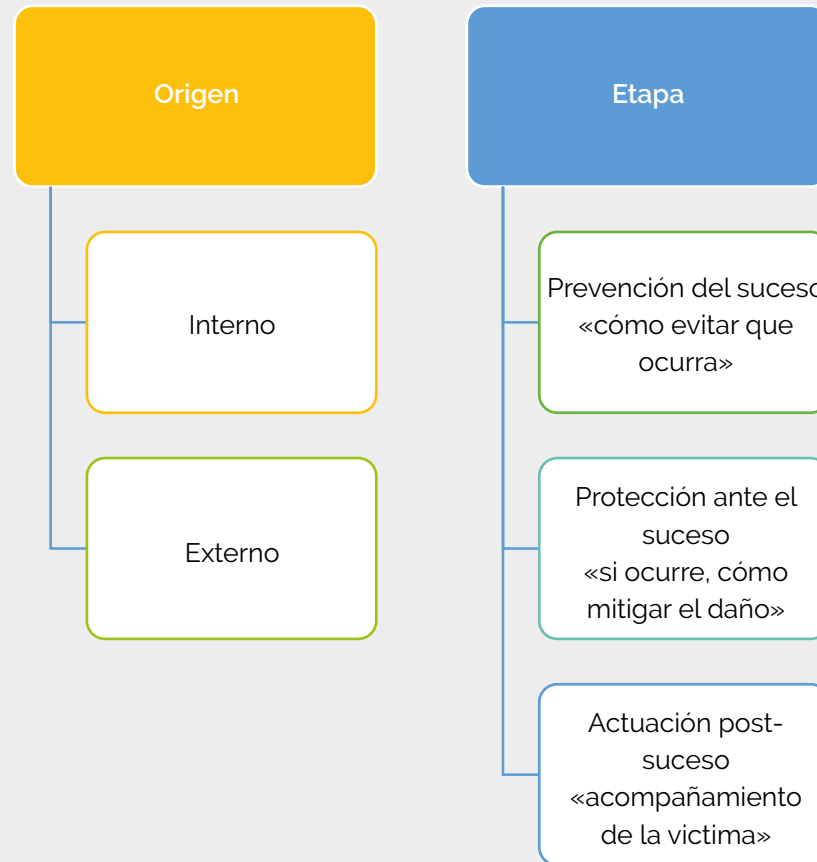 Origen
Interno
Externo
Etapa
Prevención del suceso
«cómo evitar que
ocurra»
Protección ante el
suceso
«si ocurre, cómo
mitigar el daño»
Actuación post-
suceso
«acompañamiento
de la victima»